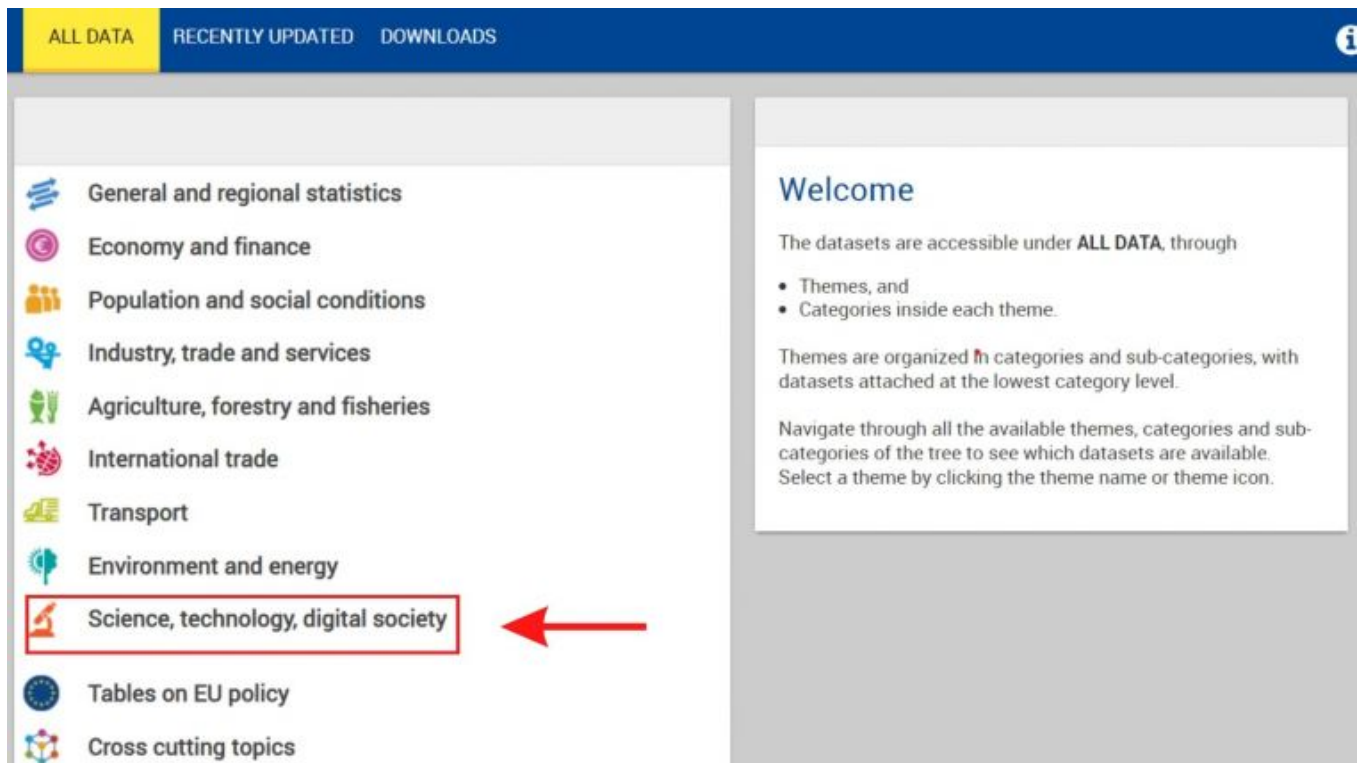 ALL DATA RECENTLY UPDATED DOWNLOADS
General and regional statistics
Economy and finance
Population and social conditions
Industry, trade and services
Agriculture, forestry and fisheries
International trade
Transport
Environment and energy
Science, technology, digital society
Tables on EU policy
Cross cutting topics
Welcome
The datasets are accessible under ALL DATA, through
• Themes, and
• Categories inside each theme.
Themes are organized in categories and sub-categories, with
datasets attached at the lowest category level.
Navigate through all the available themes, categories and sub-
categories of the tree to see which datasets are available.
Select a theme by clicking the theme name or theme icon.